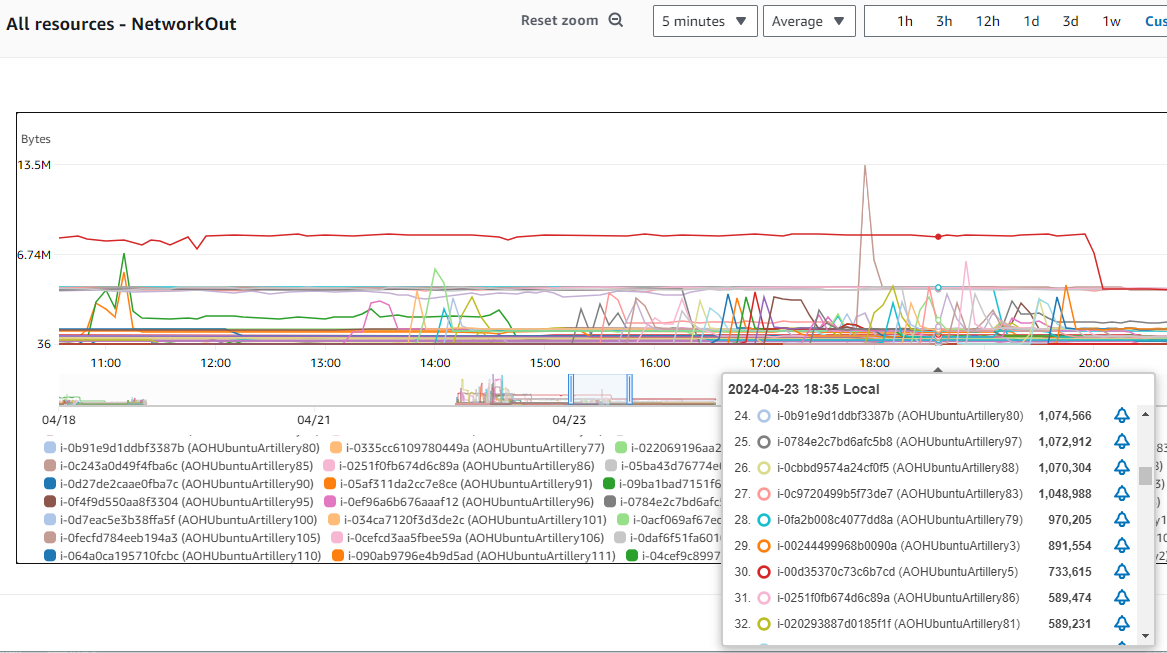 All resources - NetworkOut
Reset zoom
5 minutes
Average
1h 3h 12h 1d 3d 1w Cus
Bytes
13.5M
6.74M
36
11:00 12:00 13:00 14:00 15:00 16:00 17:00 18:00 19:00 20:00
04/18 04/21 04/23
i-0b91e9d1ddbf3387b (AOHUbuntuArtillery80) i-0335cc6109780449a (AOHUbuntuArtillery77) i-022069196aa2
i-0c243a0d49f4fba6c (AOHUbuntuArtillery85) i-0251f0fb674d6c89a (AOHUbuntuArtillery86) i-05ba43d76774e
i-0d27de2caae0fba7c (AOHUbuntuArtillery90) i-05af311da2cc7e8ce (AOHUbuntuArtillery91) i-09ba1bad7151f6
i-0f4f9d550aa8f3304 (AOHUbuntuArtillery95) i-0ef96a6b676aaaf12 (AOHUbuntuArtillery96) i-0784e2c7bd6afc
i-0d7eac5e3b38ffa5f (AOHUbuntuArtillery100) i-034ca7120f3d3de2c (AOHUbuntuArtillery101) i-0acf069af67ec
i-0fecfd784eeb194a3 (AOHUbuntuArtillery105) i-0cefcd3aa5fbee59a (AOHUbuntuArtillery106) i-0daf6f51fa601
i-064a0ca195710fcbc (AOHUbuntuArtillery110) i-090ab9796e4b9d5ad (AOHUbuntuArtillery111) i-04cef9c8997
2024-04-23 18:35 Local
24. i-0b91e9d1ddbf3387b (AOHUbuntuArtillery80) 1,074,566
25. i-0784e2c7bd6afc5b8 (AOHUbuntuArtillery97) 1,072,912
26. i-0cbbd9574a24cf0f5 (AOHUbuntuArtillery88) 1,070,304
27. i-0c9720499b5f73de7 (AOHUbuntuArtillery83) 1,048,988
28. i-0fa2b008c4077dd8a (AOHUbuntuArtillery79) 970,205
29. i-00244499968b0090a (AOHUbuntuArtillery3) 891,554
30. i-00d35370c73c6b7cd (AOHUbuntuArtillery5) 733,615
31. i-0251f0fb674d6c89a (AOHUbuntuArtillery86) 589,474
32. i-020293887d0185f1f (AOHUbuntuArtillery81) 589,231